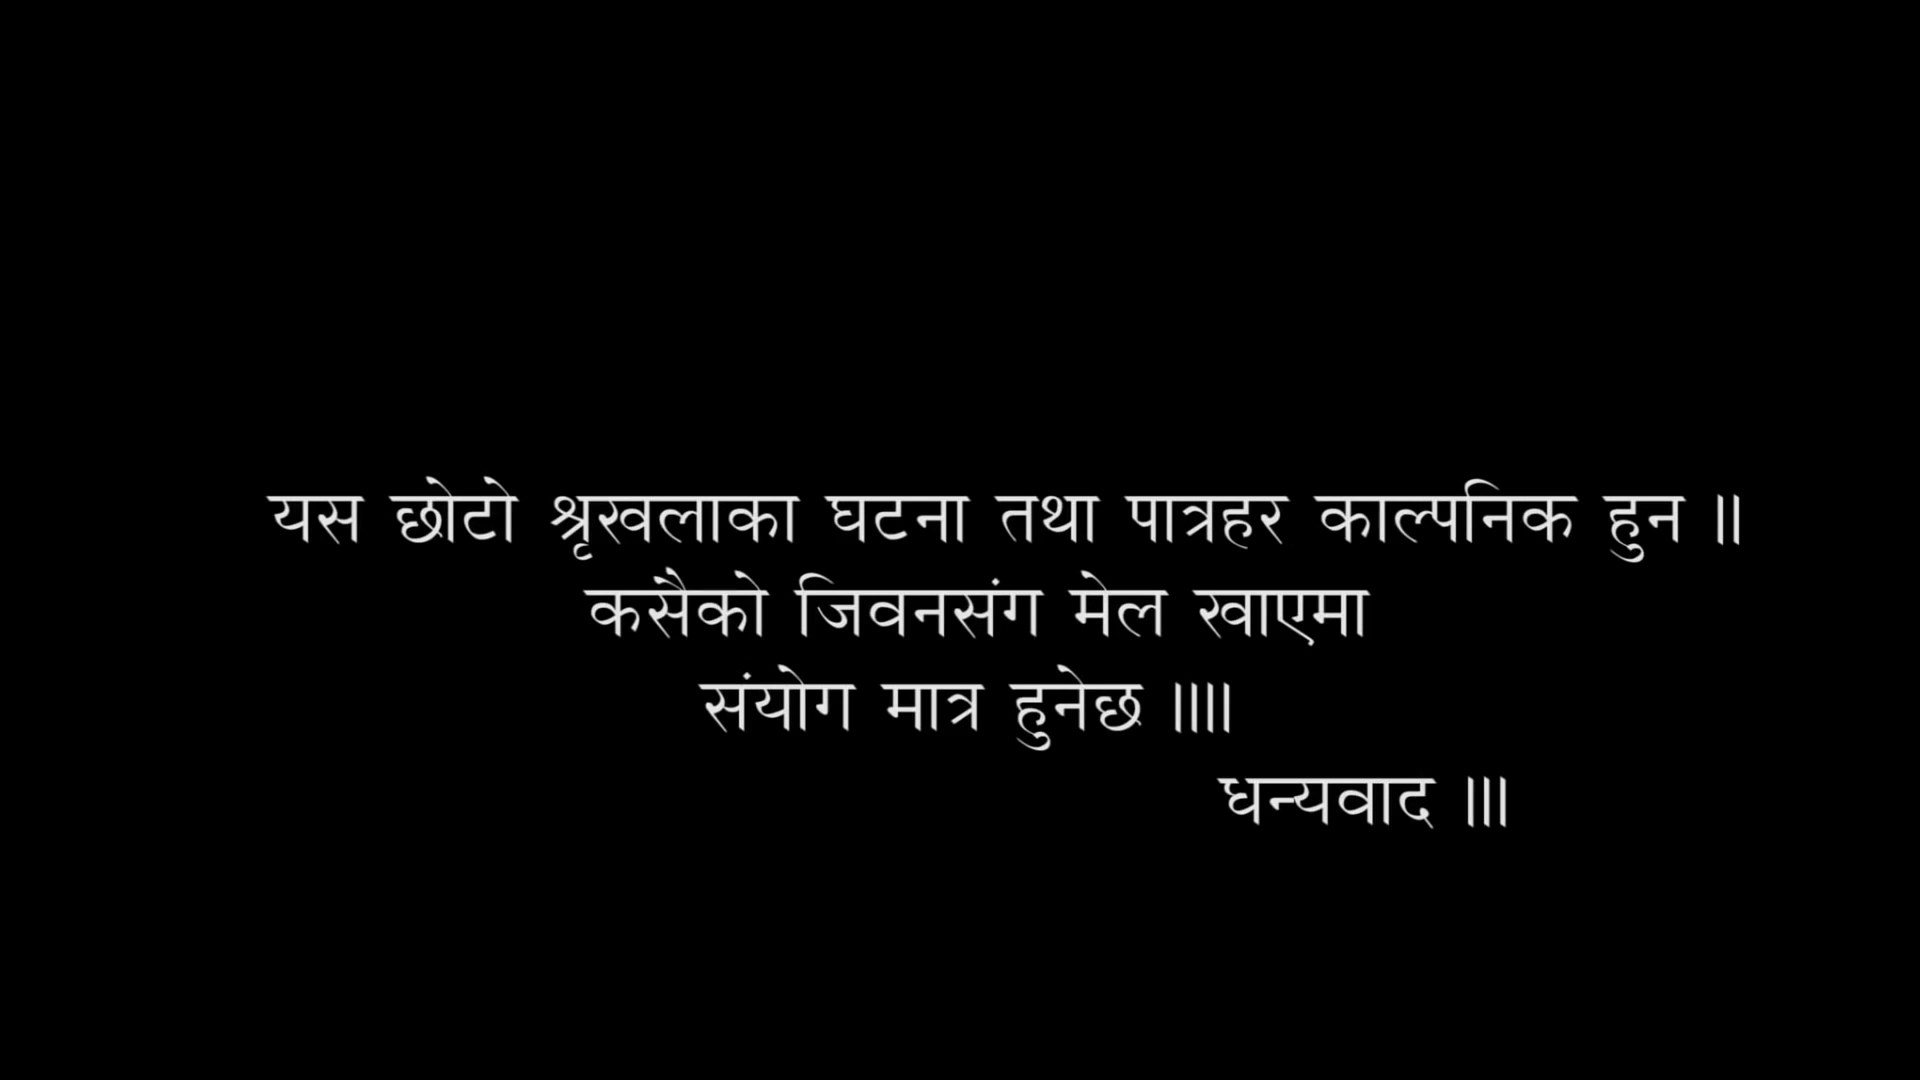 यस छोटो श्रृखलाका घटना तथा पात्रहर काल्पनिक हुन ॥
कसैको जिवनसंग मेल खाएमा
संयोग मात्र हुनेछ ॥॥
धन्यवाद ॥।